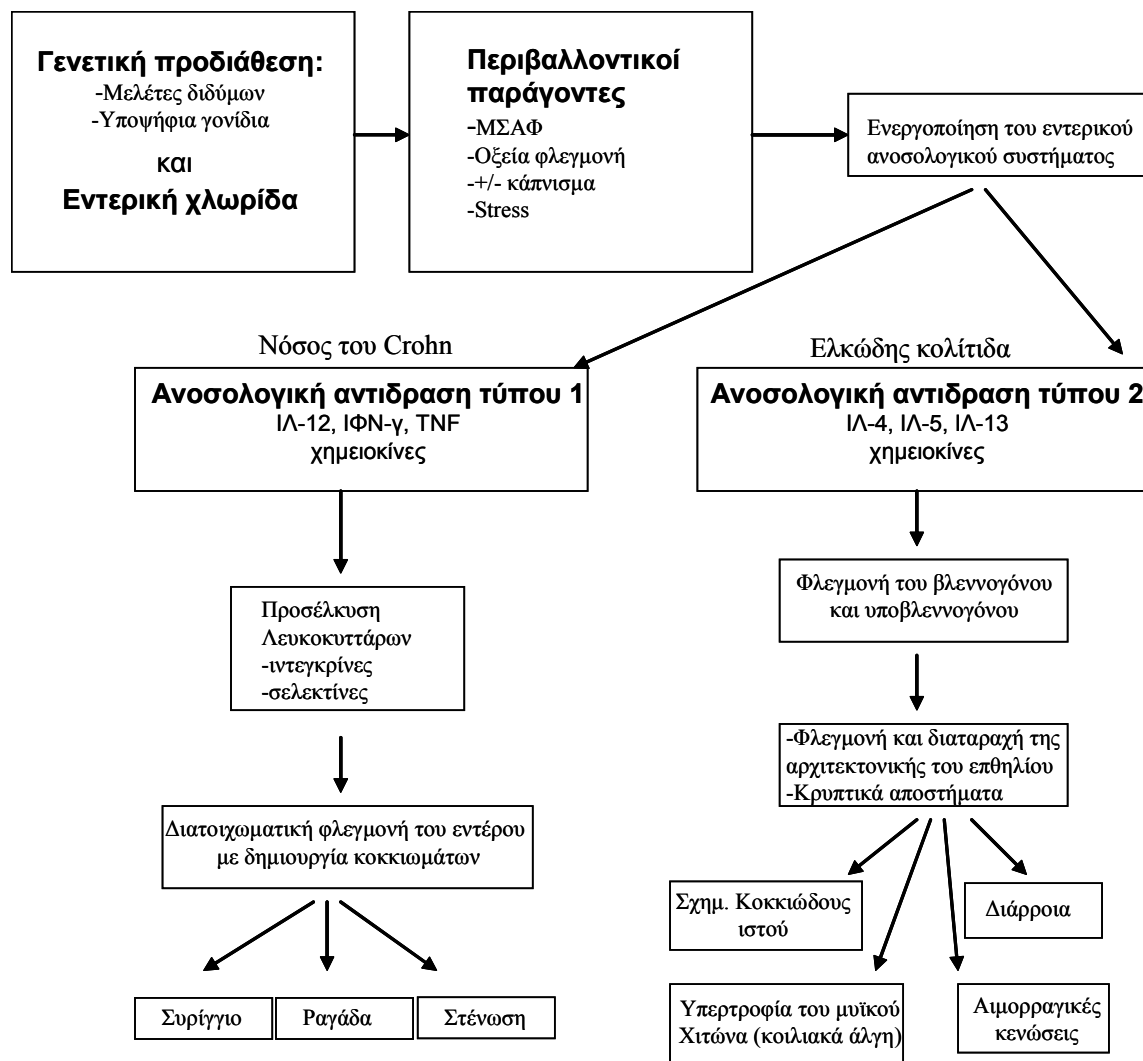 Γενετική προδιάθεση:
-Μελέτες διδύμων
-Υποψήφια γονίδια
και
Εντερική χλωρίδα
Περιβαλλοντικοί
παράγοντες
-ΜΣΑΦ
-Οξεία φλεγμονή
-+/- κάπνισμα
-Stress
Ενεργοποίηση του εντερικού
ανοσολογικού συστήματος
Νόσος του Crohn
Ανοσολογική αντιδραση τύπου 1
ΙΛ-12, ΙΦΝ-γ, TNF
χημειοκίνες
Προσέλκυση
Λευκοκυττάρων
-ιντεγκρίνες
-σελεκτίνες
Διατοιχωματική φλεγμονή του εντέρου
με δημιουργία κοκκιωμάτων
Συρίγγιο
Ραγάδα
Στένωση
Ελκώδης κολίτιδα
Ανοσολογική αντιδραση τύπου 2
ΙΛ-4, ΙΛ-5, ΙΛ-13
χημειοκίνες
Φλεγμονή του βλεννογόνου
και υποβλεννογόνου
-Φλεγμονή και διαταραχή της
αρχιτεκτονικής του επθηλίου
-Κρυπτικά αποστήματα
Σχημ. Κοκκιώδους
ιστού
Διάρροια
Υπερτροφία του μυϊκού
Χιτώνα (κοιλιακά άλγη)
Αιμορραγικές
κενώσεις